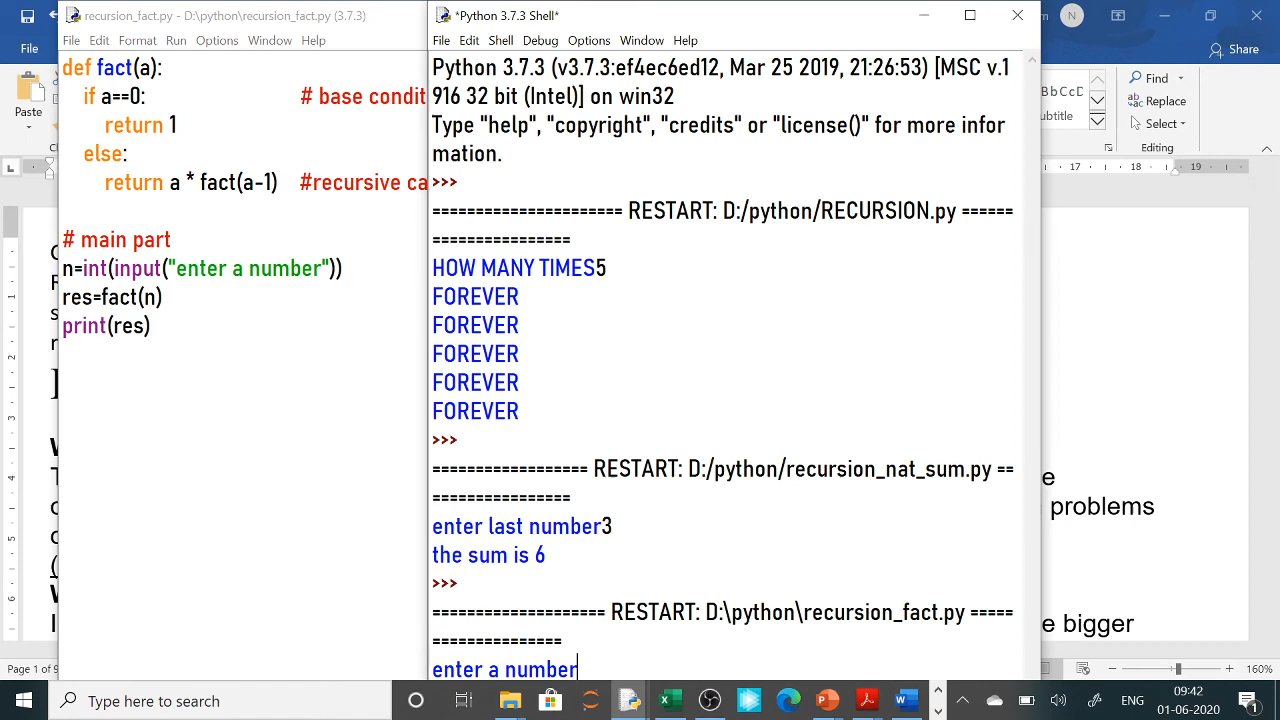 File
Paste
recursion_fact.py - D:\python\recursion_fact.py (3.7.3)
File Edit Format Run Options Window Help
def fact(a):
if a==0: # base condit
return 1
else:
return a * fact(a-1) #recursive ca
# main part
n=int(input("enter a number"))
res=fact(n)
print(res)
*Python 3.7.3 Shell*
File Edit Shell Debug Options Window Help
Python 3.7.3 (v3.7.3:ef4ec6ed12, Mar 25 2019, 21:26:53) [MSC v.1
916 32 bit (Intel)] on win32
Type "help", "copyright", "credits" or "license()" for more infor
mation.
>>>
====================== RESTART: D:/python/RECURSION.py ======
================
HOW MANY TIMES5
FOREVER
FOREVER
FOREVER
FOREVER
FOREVER
>>>
================== RESTART: D:/python/recursion_nat_sum.py ==
================
enter last number3
the sum is 6
>>>
==================== RESTART: D:\python\recursion_fact.py =====
===============
enter a number
N
Share
Find
Replace
Select
Editing
17 18 19
problems
e bigger
Page 1 of 9
160%
Type here to search
ENG
09:42
01-06-2020
1